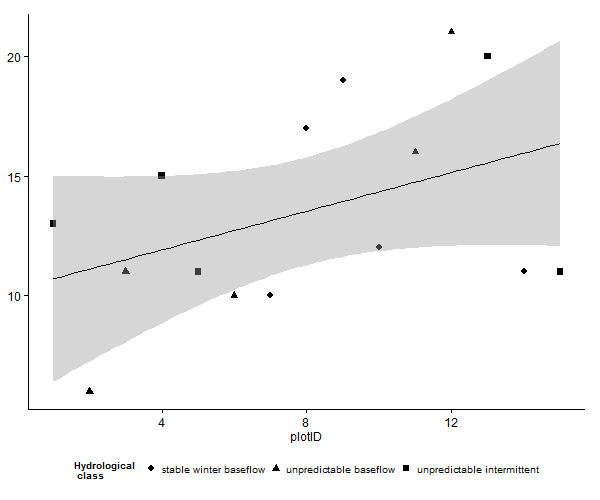 20
15
10
4 8 12
plotID
Hydrological
class
stable winter baseflow unpredictable baseflow unpredictable intermittent